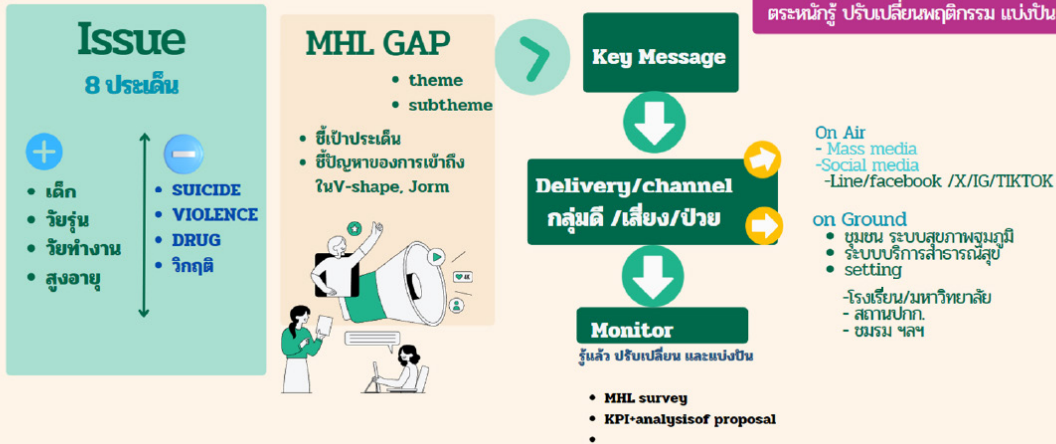 Issue
8 ประเด็น
เด็ก
วัยรุ่น
วัยทำงาน
สูงอายุ
SUICIDE
VIOLENCE
DRUG
วิกฤติ
MHL GAP
theme
subtheme
ชี้เป้าประเด็น
ชี้ปัญหาของการเข้าถึง
ในV-shape, Jorm
ตระหนักรู้ ปรับเปลี่ยนพฤติกรรม แบ่งปัน
Key Message
Delivery/channel
กลุ่มดี /เสี่ยง/ป่วย
Monitor
รู้แล้ว ปรับเปลี่ยน และแบ่งปัน
MHL survey
KPI+analysisof proposal
On Air
- Mass media
-Social media
-Line/facebook /X/IG/TIKTOK
on Ground
ชุมชน ระบบสุขภาพฐมภูมิ
ระบบบริการสาธารณสุข
setting
-โรงเรียน/มหาวิทยาลัย
- สถานปกก.
- ชมรม ฯลฯ